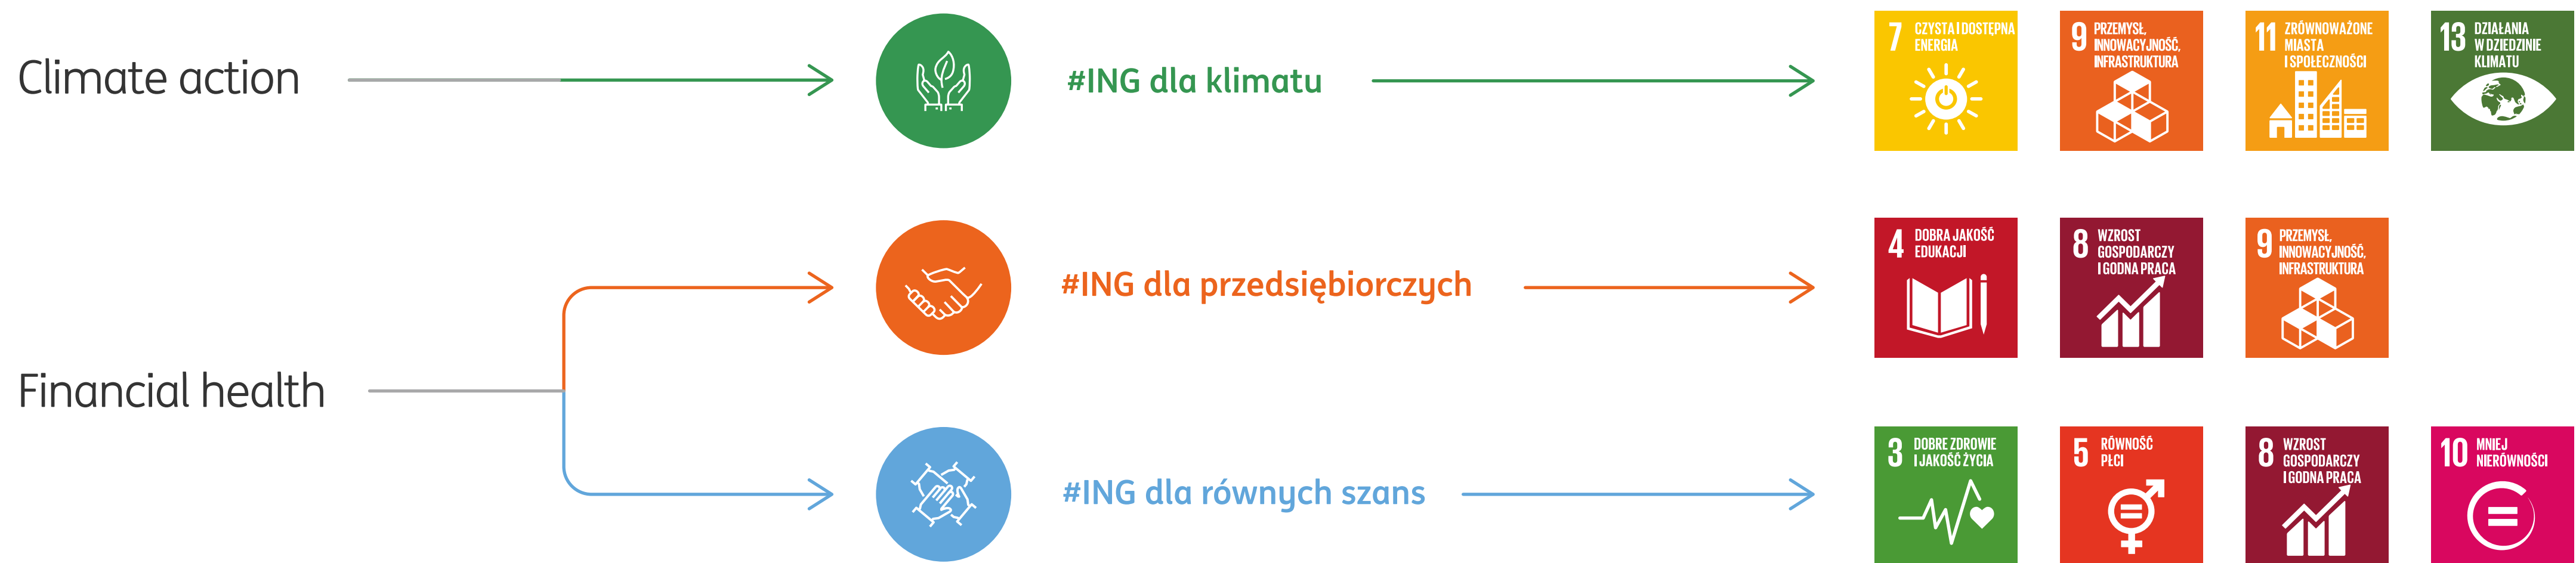 Climate action
#ING dla klimatu
7 CZYSTA I DOSTĘPNA
ENERGIA
9 PRZEMYSŁ,
INNOWACYJNOŚĆ,
INFRASTRUKTURA
11 ZRÓWNOWAŻONE
MIASTA
I SPOŁECZNOŚCI
13 DZIAŁANIA
W DZIEDZINIE
KLIMATU
Financial health
#ING dla przedsiębiorczych
4 DOBRA JAKOŚĆ
EDUKACJI
8 WZROST
GOSPODARCZY
I GODNA PRACA
9 PRZEMYSŁ,
INNOWACYJNOŚĆ,
INFRASTRUKTURA
#ING dla równych szans
3 DOBRE ZDROWIE
I JAKOŚĆ ŻYCIA
5 RÓWNOŚĆ
PŁCI
8 WZROST
GOSPODARCZY
I GODNA PRACA
10 MNIEJ
NIERÓWNOŚCI